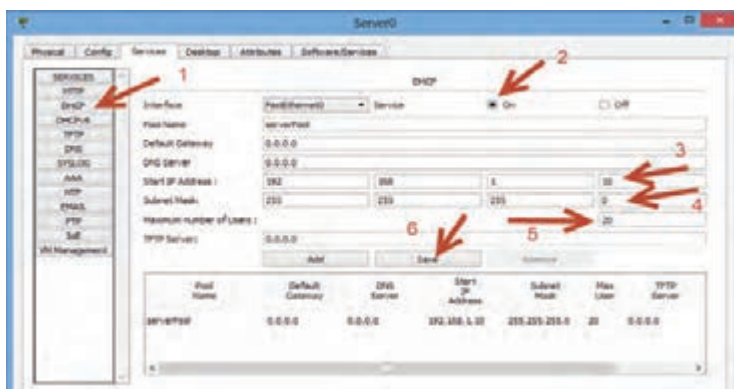 Server0
Physical Config Services Desktop Attributes Software/Services
SERVICES
HTTP
DHCP
DHCPv6
TFTP
DNS
SYSLOG
AAA
NTP
EMAIL
FTP
IoE
VM Management
1
DHCP
2
Interface FastEthernet0 Service On Off
Pool Name serverPool
Default Gateway 0.0.0.0
DNS Server 0.0.0.0
Start IP Address : 192 168 1 10
3
Subnet Mask: 255 255 255 0
4
Maximum number of Users : 20
5
TFTP Server: 0.0.0.0
6
Add Save Remove
Pool Name Default Gateway DNS Server Start IP Address Subnet Mask Max User TFTP Server
serverPool 0.0.0.0 0.0.0.0 192.168.1.10 255.255.255.0 20 0.0.0.0